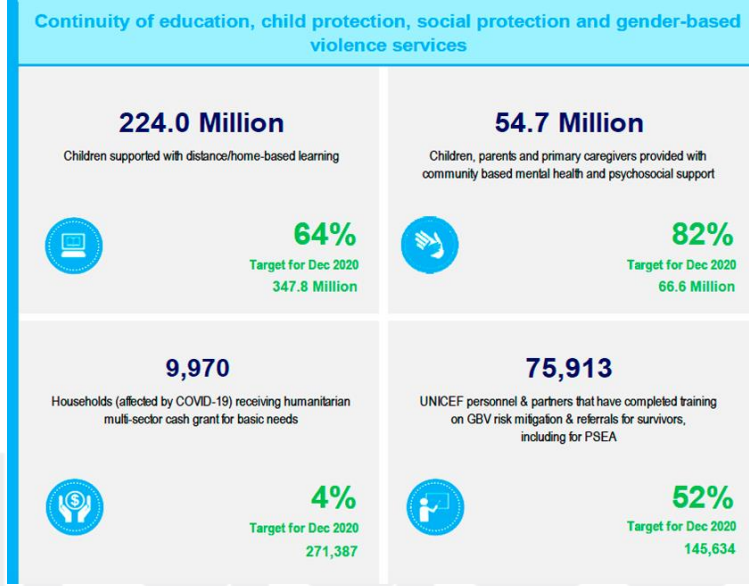 Continuity of education, child protection, social protection and gender-based
violence services
224.0 Million
Children supported with distance/home-based learning
64%
Target for Dec 2020
347.8 Million
54.7 Million
Children, parents and primary caregivers provided with
community based mental health and psychosocial support
82%
Target for Dec 2020
66.6 Million
9,970
Households (affected by COVID-19) receiving humanitarian
multi-sector cash grant for basic needs
4%
Target for Dec 2020
271,387
75,913
UNICEF personnel & partners that have completed training
on GBV risk mitigation & referrals for survivors,
including for PSEA
52%
Target for Dec 2020
145,634